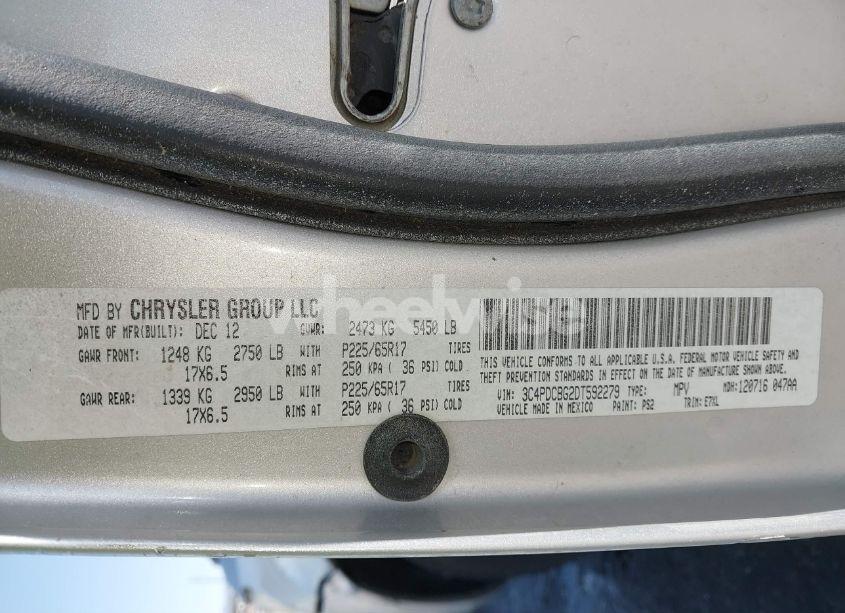 MFD BY CHRYSLER GROUP LLC
DATE OF MFR(BUILT): DEC 12 GVWR: 2473 KG 5450 LB
GAWR FRONT: 1248 KG 2750 LB WITH P225/65R17 TIRES
17X6.5 RIMS AT 250 KPA ( 36 PSI) COLD
GAWR REAR: 1339 KG 2950 LB WITH P225/65R17 TIRES
17X6.5 RIMS AT 250 KPA ( 36 PSI) COLD
THIS VEHICLE CONFORMS TO ALL APPLICABLE U.S.A. FEDERAL MOTOR VEHICLE SAFETY AND
THEFT PREVENTION STANDARDS IN EFFECT ON THE DATE OF MANUFACTURE SHOWN ABOVE.
VIN: 3C4PDCBG2DT592279 TYPE: MPV MDH:120716 047AA
VEHICLE MADE IN MEXICO PAINT: PS2 TRIM: E7XL
wheelwise